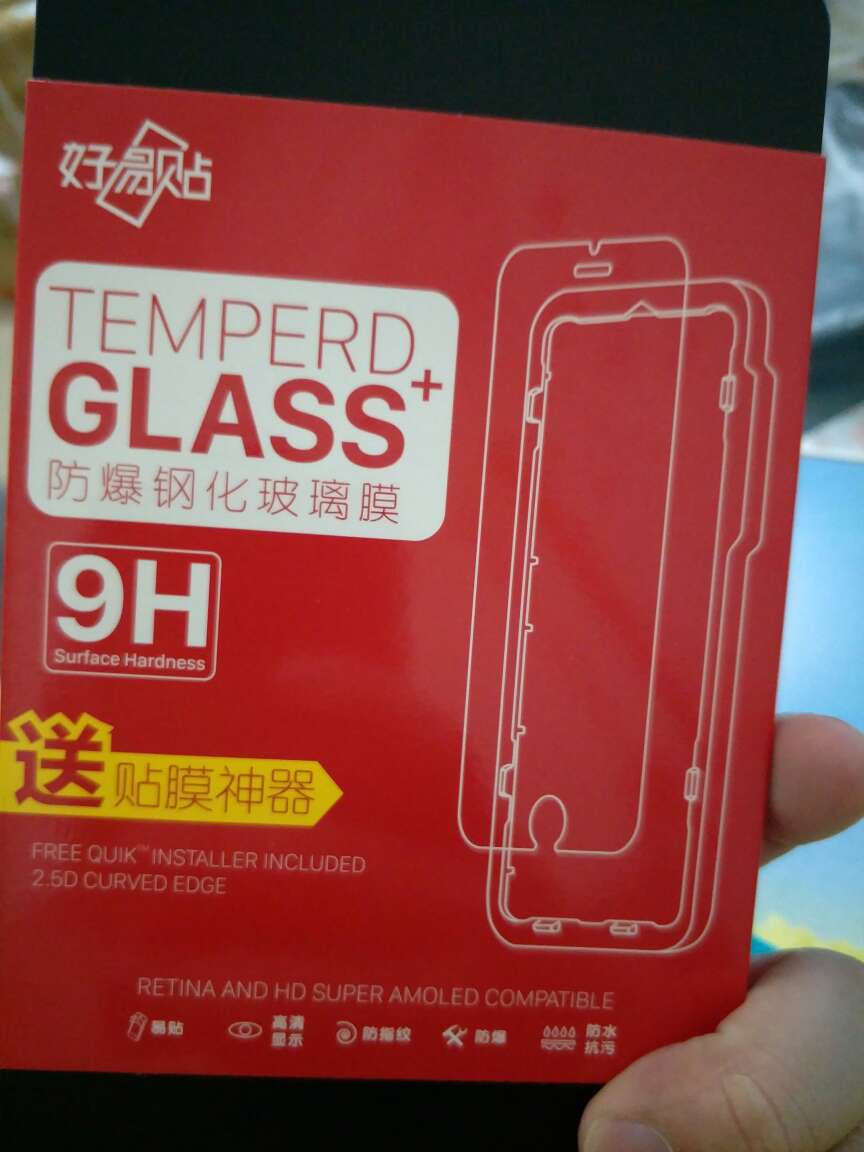 好易贴
TEMPERD
GLASS+
防爆钢化玻璃膜
9H
Surface Hardness
送贴膜神器
FREE QUIK™ INSTALLER INCLUDED
2.5D CURVED EDGE
RETINA AND HD SUPER AMOLED COMPATIBLE
易贴 高清显示 防指纹 防爆 防水抗污